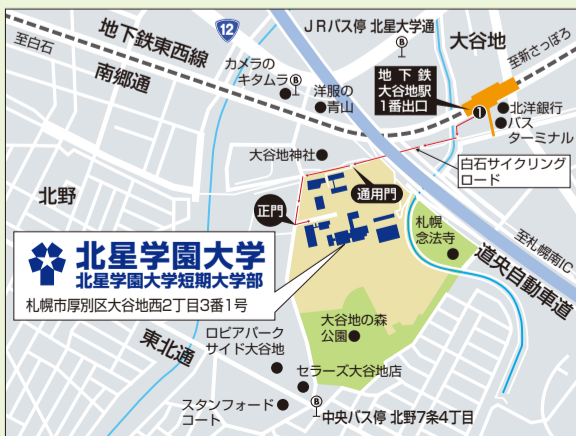 12
JRバス停 北星大学通
B
大谷地
至新さっぽろ
地下鉄東西線
至白石
南郷通
カメラの
キタムラ
B
洋服の
青山
地下鉄
大谷地駅
1番出口
1
北洋銀行
バス
ターミナル
大谷地神社
白石サイクリング
ロード
北野
通用門
正門
札幌
念法寺
至札幌南IC
道央自動車道
北星学園大学
北星学園大学短期大学部
札幌市厚別区大谷地西2丁目3番1号
大谷地の森
公園
東北通
ロピアパーク
サイド大谷地
セラーズ大谷地店
スタンフォード
コート
B
中央バス停 北野7条4丁目